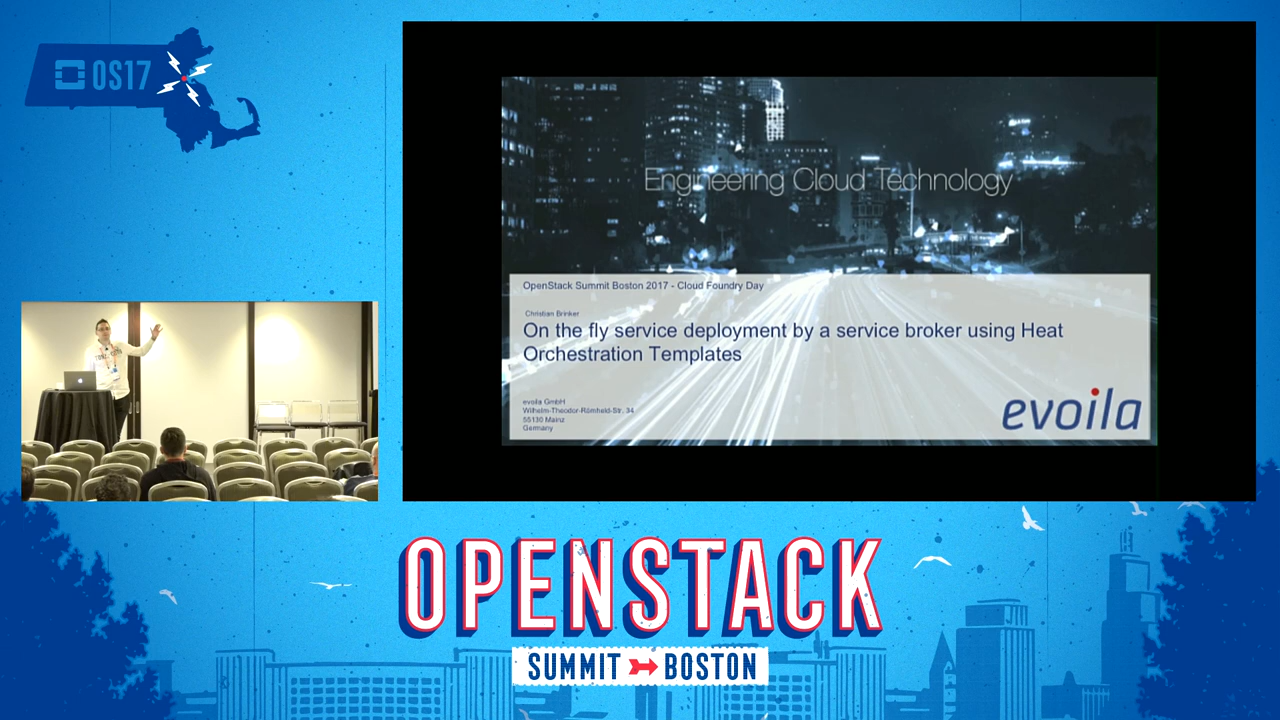 OS17
Engineering Cloud Technology
OpenStack Summit Boston 2017 - Cloud Foundry Day
Christian Brinker
On the fly service deployment by a service broker using Heat
Orchestration Templates
evoila GmbH
Wilhelm-Theodor-Römheld-Str. 34
55130 Mainz
Germany
evoila
OPENSTACK
SUMMIT BOSTON